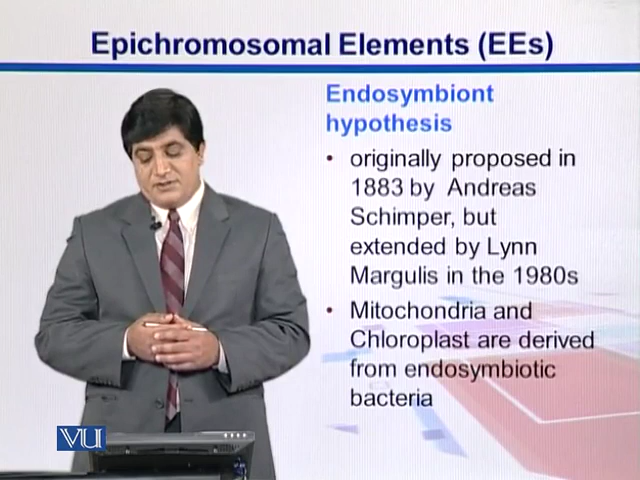 Epichromosomal Elements (EEs)
Endosymbiont
hypothesis
• originally proposed in
1883 by Andreas
Schimper, but
extended by Lynn
Margulis in the 1980s
• Mitochondria and
Chloroplast are derived
from endosymbiotic
bacteria
VU